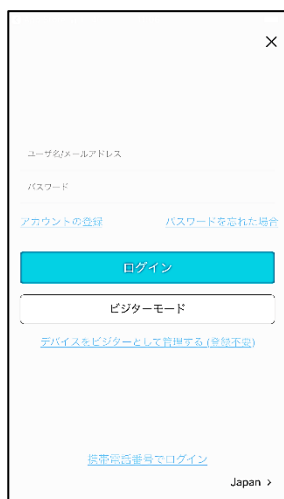 ×
ユーザ名/メールアドレス
パスワード
アカウントの登録 パスワードを忘れた場合
ログイン
ビジターモード
デバイスをビジターとして管理する (登録不要)
携帯電話番号でログイン
Japan >